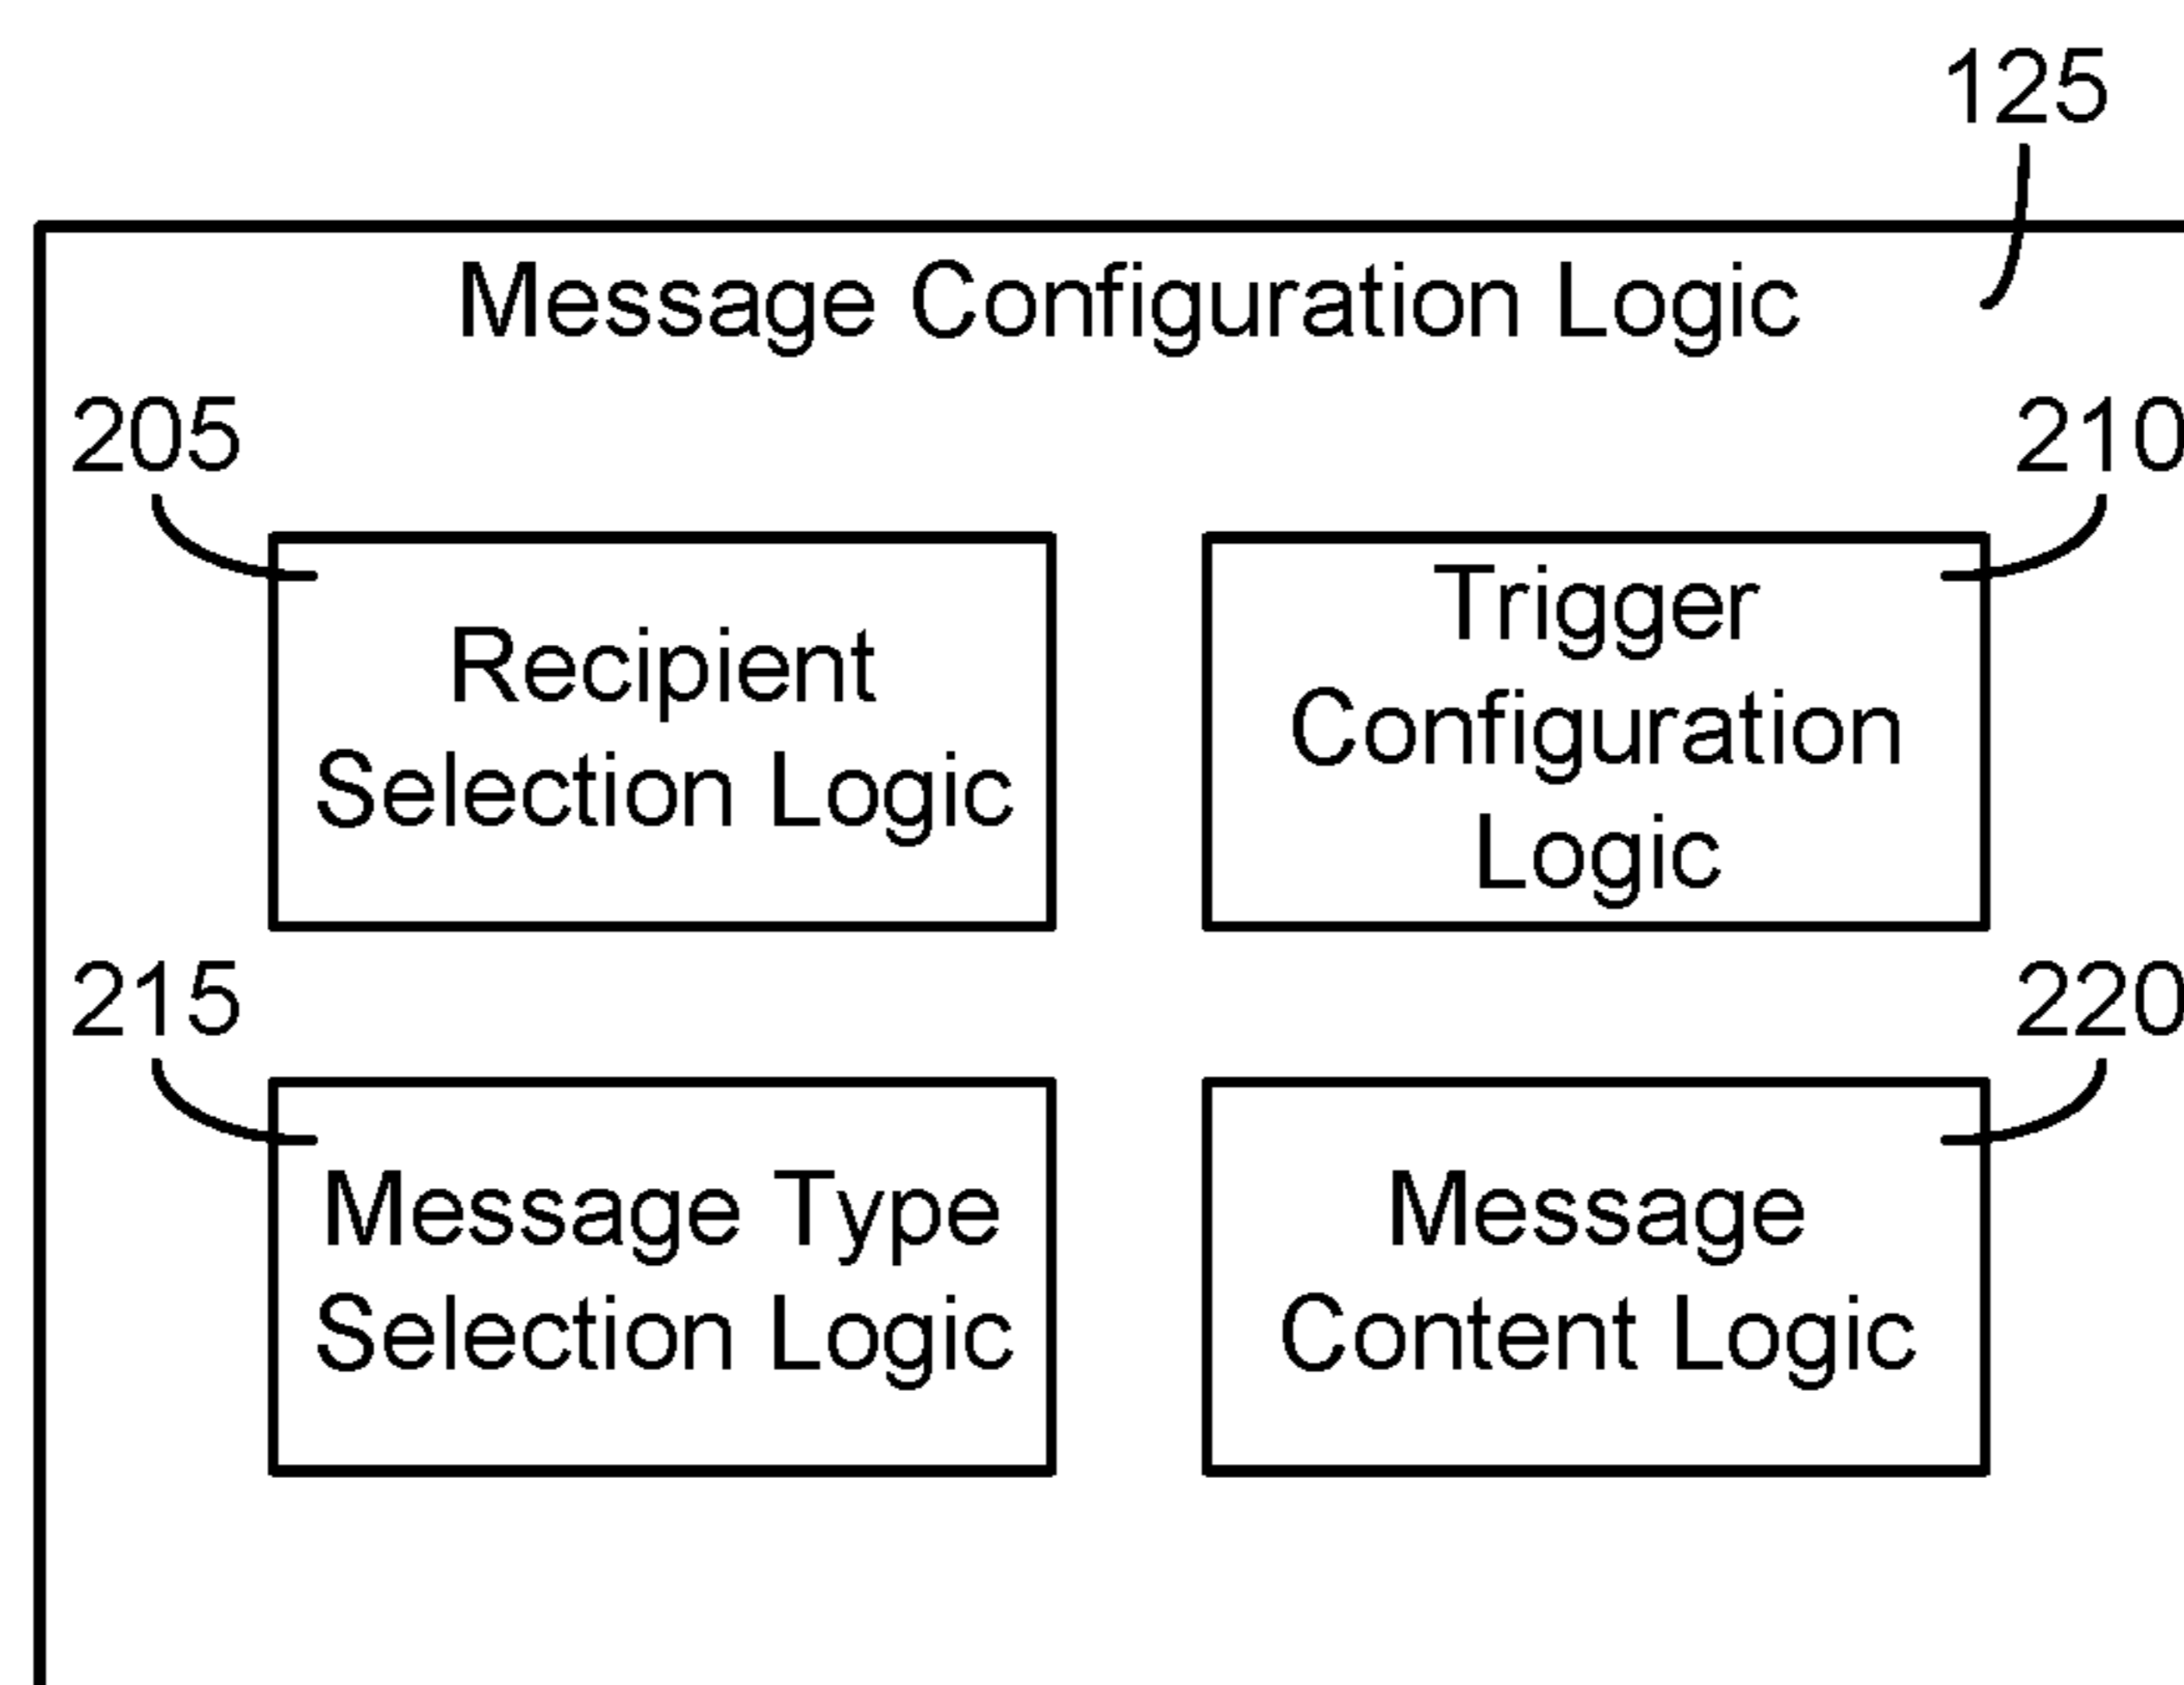 125
Message Configuration Logic
205
210
Recipient
Selection Logic
Trigger
Configuration
Logic
215
220
Message Type
Selection Logic
Message
Content Logic